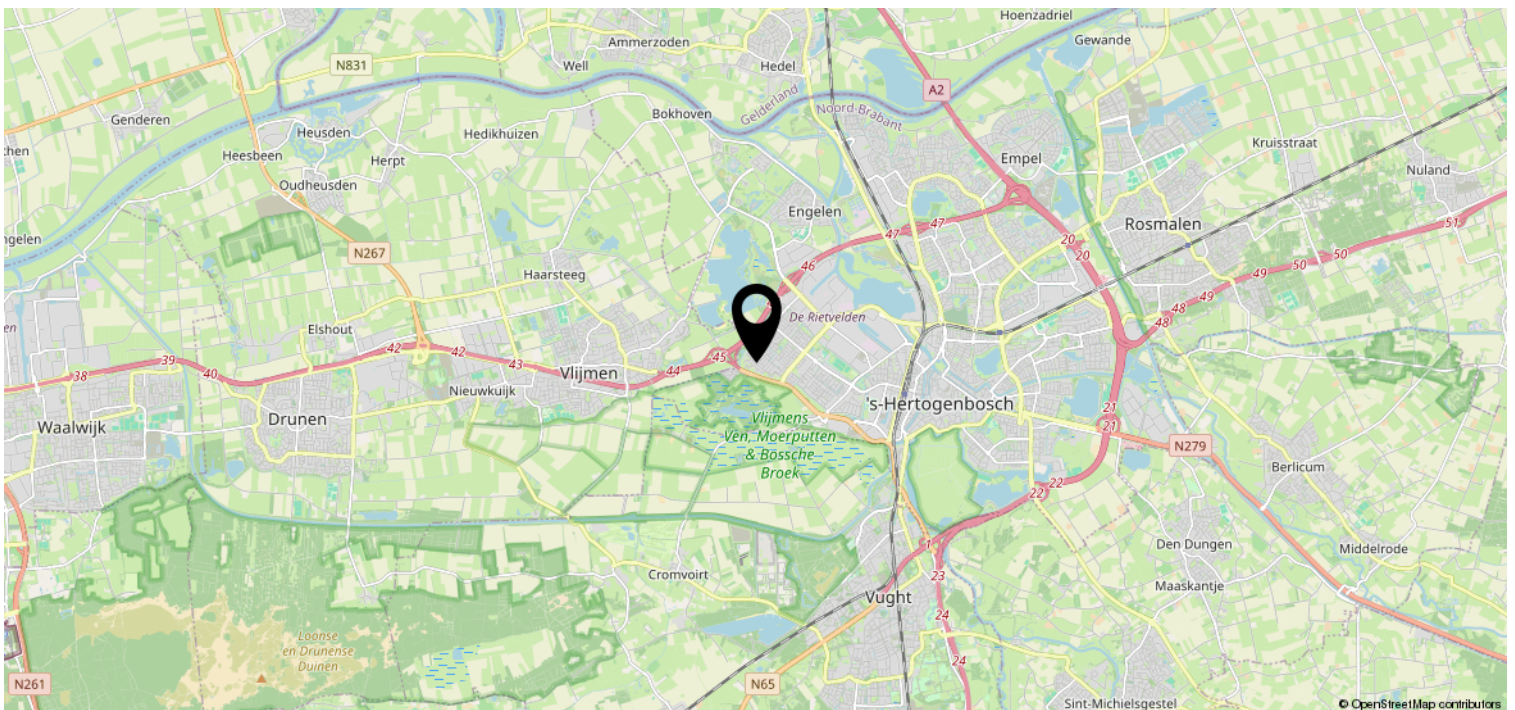 Hoenzadriel
Ammerzoden
Gewande
N831
Well
Hedel
A2
Genderen
Bokhoven
Gelderland
Noord-Brabant
Heusden
Hedikhuizen
chen
Heesbeen
Herpt
Empel
Kruisstraat
Nuland
Oudheusden
Engelen
Rosmalen
47
47
51
ngelen
N267
20
20
50
50
49
46
Haarsteeg
49
48
48
De Rietvelden
en
Elshout
42
42
45
39
43
44
38
40
Vlijmen
Nieuwkuijk
Drunen
's-Hertogenbosch
21
21
Waalwijk
Vlijmens
Ven, Moerputten
& Bossche
Broek
N279
Berlicum
22
22
1
Den Dungen
Middelrode
Cromvoirt
23
Maaskantje
Vught
24
Loonse
en Drunense
Duinen
24
N261
N65
Sint-Michielsgestel
© OpenStreetMap contributors